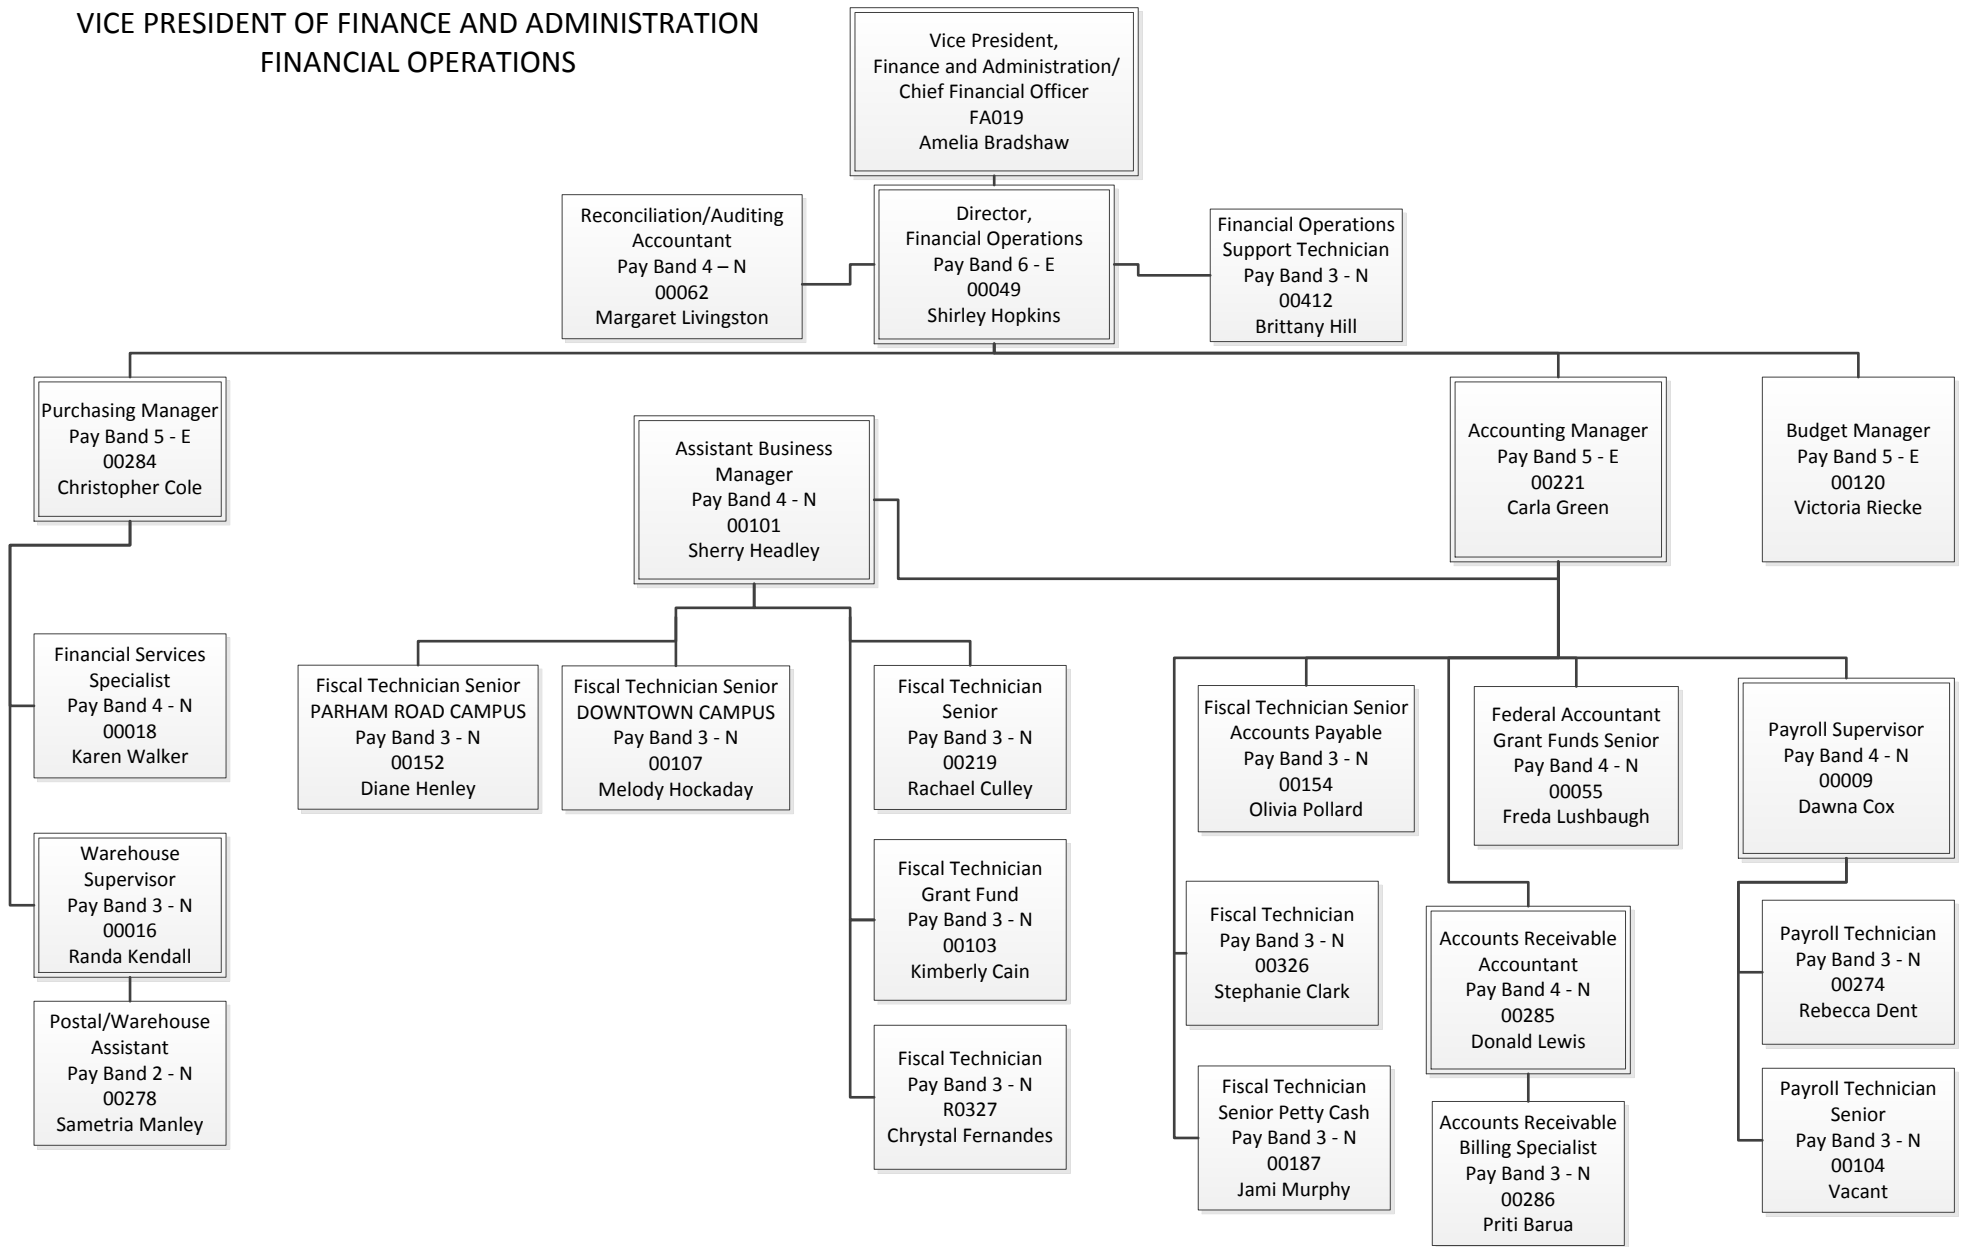 VICE PRESIDENT OF FINANCE AND ADMINISTRATION
FINANCIAL OPERATIONS
Vice President,
Finance and Administration/
Chief Financial Officer
FA019
Amelia Bradshaw
Reconciliation/Auditing
Accountant
Pay Band 4 – N
00062
Margaret Livingston
Director,
Financial Operations
Pay Band 6 - E
00049
Shirley Hopkins
Financial Operations
Support Technician
Pay Band 3 - N
00412
Brittany Hill
Purchasing Manager
Pay Band 5 - E
00284
Christopher Cole
Assistant Business
Manager
Pay Band 4 - N
00101
Sherry Headley
Accounting Manager
Pay Band 5 - E
00221
Carla Green
Budget Manager
Pay Band 5 - E
00120
Victoria Riecke
Financial Services
Specialist
Pay Band 4 - N
00018
Karen Walker
Fiscal Technician Senior
PARHAM ROAD CAMPUS
Pay Band 3 - N
00152
Diane Henley
Fiscal Technician Senior
DOWNTOWN CAMPUS
Pay Band 3 - N
00107
Melody Hockaday
Fiscal Technician
Senior
Pay Band 3 - N
00219
Rachael Culley
Fiscal Technician Senior
Accounts Payable
Pay Band 3 - N
00154
Olivia Pollard
Federal Accountant
Grant Funds Senior
Pay Band 4 - N
00055
Freda Lushbaugh
Payroll Supervisor
Pay Band 4 - N
00009
Dawna Cox
Warehouse
Supervisor
Pay Band 3 - N
00016
Randa Kendall
Fiscal Technician
Grant Fund
Pay Band 3 - N
00103
Kimberly Cain
Fiscal Technician
Pay Band 3 - N
00326
Stephanie Clark
Accounts Receivable
Accountant
Pay Band 4 - N
00285
Donald Lewis
Payroll Technician
Pay Band 3 - N
00274
Rebecca Dent
Postal/Warehouse
Assistant
Pay Band 2 - N
00278
Sametria Manley
Fiscal Technician
Pay Band 3 - N
R0327
Chrystal Fernandes
Fiscal Technician
Senior Petty Cash
Pay Band 3 - N
00187
Jami Murphy
Accounts Receivable
Billing Specialist
Pay Band 3 - N
00286
Priti Barua
Payroll Technician
Senior
Pay Band 3 - N
00104
Vacant